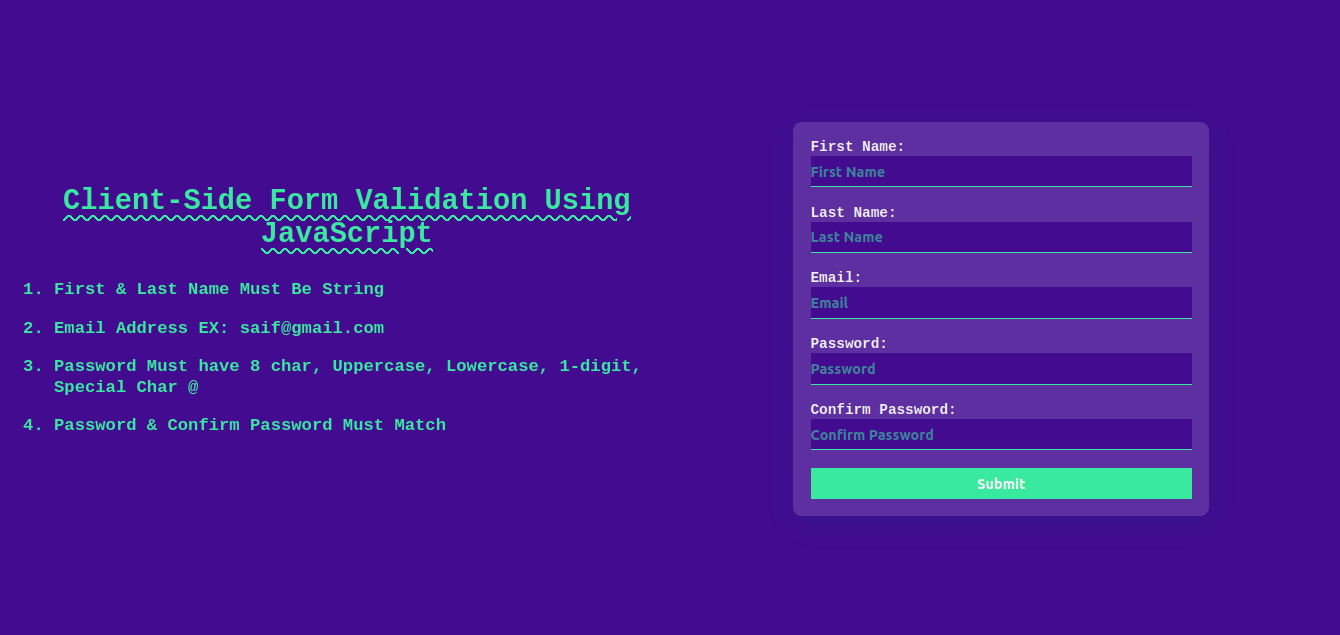 Client-Side Form Validation Using
JavaScript
1. First & Last Name Must Be String
2. Email Address EX: saif@gmail.com
3. Password Must have 8 char, Uppercase, Lowercase, 1-digit,
Special Char @
4. Password & Confirm Password Must Match
First Name:
First Name
Last Name:
Last Name
Email:
Email
Password:
Password
Confirm Password:
Confirm Password
Submit